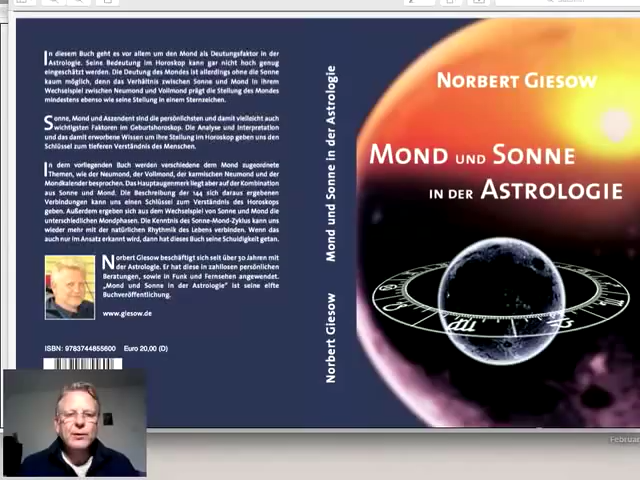 In diesem Buch geht es vor allem um den Mond als Deutungsfaktor in der
Astrologie. Seine Bedeutung im Horoskop kann gar nicht hoch genug
eingeschätzt werden. Die Deutung des Mondes ist allerdings ohne die Sonne
kaum möglich, denn das Verhältnis zwischen Sonne und Mond in ihrem
Wechselspiel zwischen Neumond und Vollmond prägt die Stellung des Mondes
mindestens ebenso wie seine Stellung in einem Sternzeichen.
Sonne, Mond und Aszendent sind die persönlichsten und damit vielleicht auch
wichtigsten Faktoren im Geburtshoroskop. Die Analyse und Interpretation
und das damit erworbene Wissen um ihre Stellung im Horoskop geben uns den
Schlüssel zum tieferen Verständnis des Menschen.
In dem vorliegenden Buch werden verschiedene dem Mond zugeordnete
Themen, wie der Neumond, der Vollmond, der karmischen Neumond und der
Mondkalender besprochen. Das Hauptaugenmerk liegt aber auf der Kombination
aus Sonne und Mond. Die Beschreibung der 144 sich daraus ergebenen
Verbindungen kann uns einen Schlüssel zum Verständnis des Horoskops
geben. Außerdem ergeben sich aus dem Wechselspiel von Sonne und Mond die
unterschiedlichen Mondphasen. Die Kenntnis des Sonne-Mond-Zyklus kann uns
wieder mehr mit der natürlichen Rhythmik des Lebens verbinden. Wenn das
auch nur im Ansatz erkannt wird, dann hat dieses Buch seine Schuldigkeit getan.
Norbert Giesow beschäftigt sich seit über 30 Jahren mit
der Astrologie. Er hat diese in zahllosen persönlichen
Beratungen, sowie in Funk und Fernsehen angewendet.
„Mond und Sonne in der Astrologie" ist seine elfte
Buchveröffentlichung.
www.giesow.de
ISBN: 9783744855600 Euro 20,00 (D)
Norbert Giesow Mond und Sonne in der Astrologie
NORBERT GIESOW
MOND UND SONNE
IN DER ASTROLOGIE
Februar